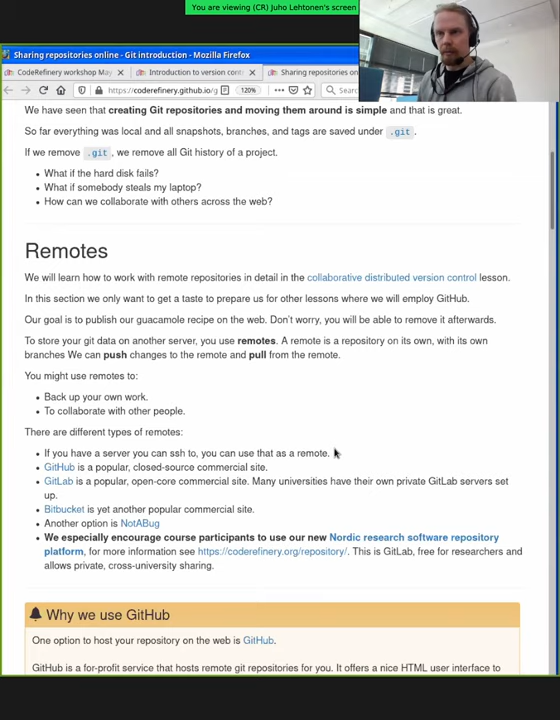 You are viewing (CR) Juho Lehtonen's screen
Sharing repositories online - Git introduction - Mozilla Firefox
CodeRefinery workshop May
Introduction to version cont
Sharing repositories on
https://coderefinery.github.io/g
120%
Sear
We have seen that creating Git repositories and moving them around is simple and that is great.
So far everything was local and all snapshots, branches, and tags are saved under .git.
If we remove .git, we remove all Git history of a project.
• What if the hard disk fails?
• What if somebody steals my laptop?
• How can we collaborate with others across the web?
Remotes
We will learn how to work with remote repositories in detail in the collaborative distributed version control lesson.
In this section we only want to get a taste to prepare us for other lessons where we will employ GitHub.
Our goal is to publish our guacamole recipe on the web. Don't worry, you will be able to remove it afterwards.
To store your git data on another server, you use remotes. A remote is a repository on its own, with its own
branches We can push changes to the remote and pull from the remote.
You might use remotes to:
• Back up your own work.
• To collaborate with other people.
There are different types of remotes:
• If you have a server you can ssh to, you can use that as a remote.
• GitHub is a popular, closed-source commercial site.
• GitLab is a popular, open-core commercial site. Many universities have their own private GitLab servers set
up.
• Bitbucket is yet another popular commercial site.
• Another option is NotABug
• We especially encourage course participants to use our new Nordic research software repository
platform, for more information see https://coderefinery.org/repository/. This is GitLab, free for researchers and
allows private, cross-university sharing.
Why we use GitHub
One option to host your repository on the web is GitHub.
GitHub is a for-profit service that hosts remote git repositories for you. It offers a nice HTML user interface to